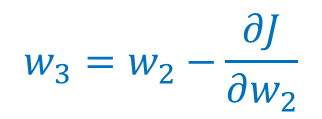 w₃ = w₂ − ∂J/∂w₂